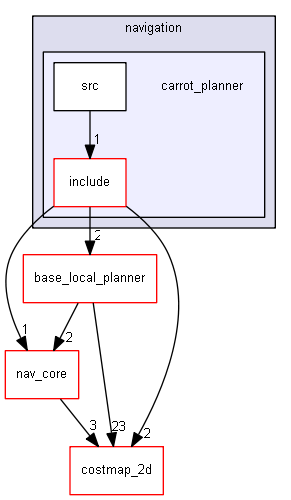 navigation
src
carrot_planner
1
include
2
base_local_planner
1
2
nav_core
3
23
2
costmap_2d